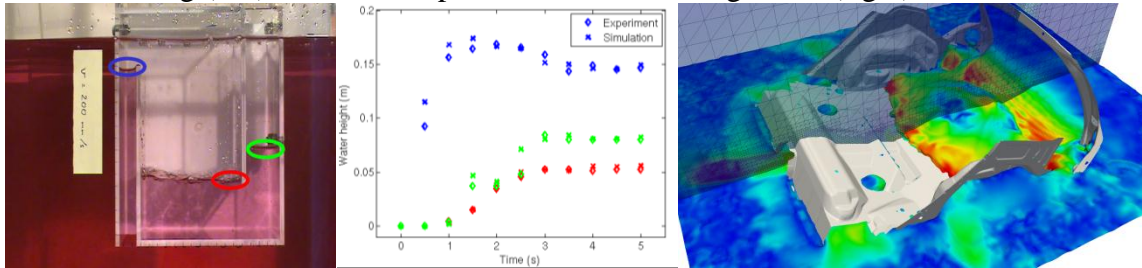 = 200
0.2
Experiment
Simulation
0.15
0.1
0.05
0
Water height (m)
0 1 2 3 4 5
Time (s)